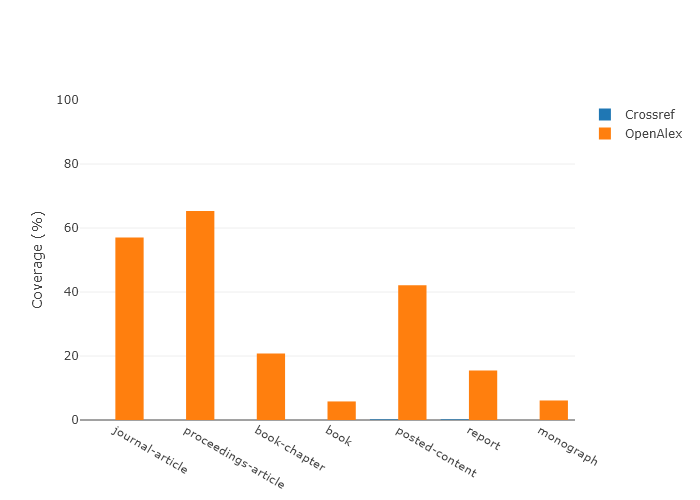 100
80
60
40
20
0
Coverage (%)
journal-article
proceedings-article
book-chapter
book
posted-content
report
monograph
Crossref
OpenAlex